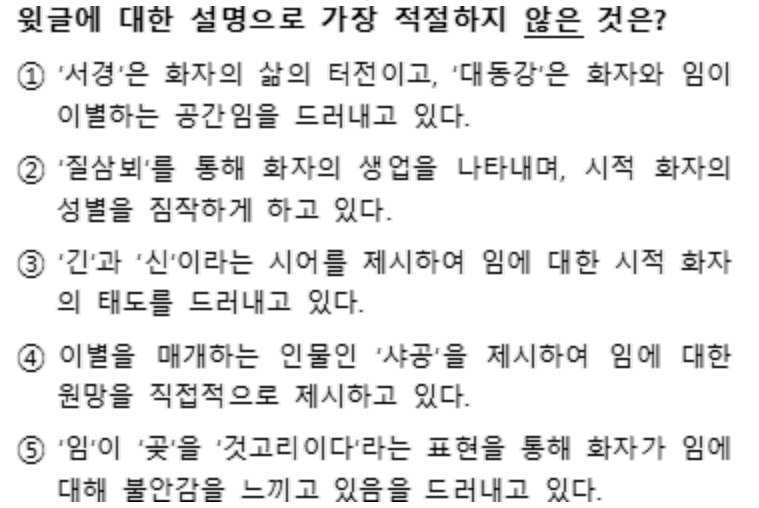 윗글에 대한 설명으로 가장 적절하지 않은 것은?
① '서경'은 화자의 삶의 터전이고, '대동강'은 화자와 임이
이별하는 공간임을 드러내고 있다.
② '질삼뵈'를 통해 화자의 생업을 나타내며, 시적 화자의
성별을 짐작하게 하고 있다.
③ '긴'과 '신'이라는 시어를 제시하여 임에 대한 시적 화자
의 태도를 드러내고 있다.
④ 이별을 매개하는 인물인 '샤공'을 제시하여 임에 대한
원망을 직접적으로 제시하고 있다.
⑤ '임'이 '곶'을 '것고리이다'라는 표현을 통해 화자가 임에
대해 불안감을 느끼고 있음을 드러내고 있다.